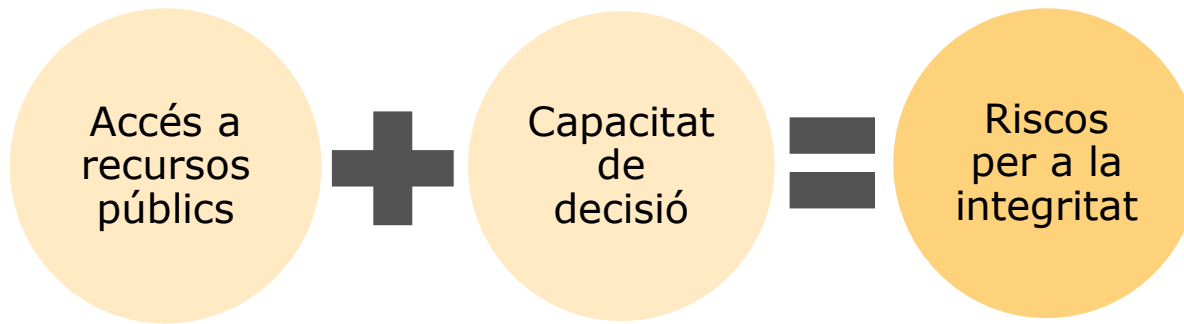 Accés a
recursos
públics
Capacitat
de
decisió
Riscos
per a la
integritat